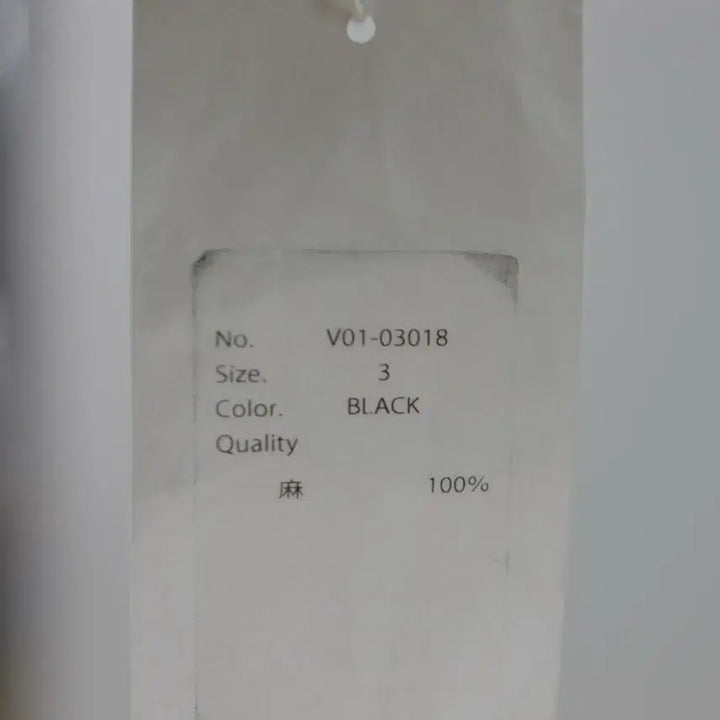 No. V01-03018
Size. 3
Color. BLACK
Quality
麻 100%